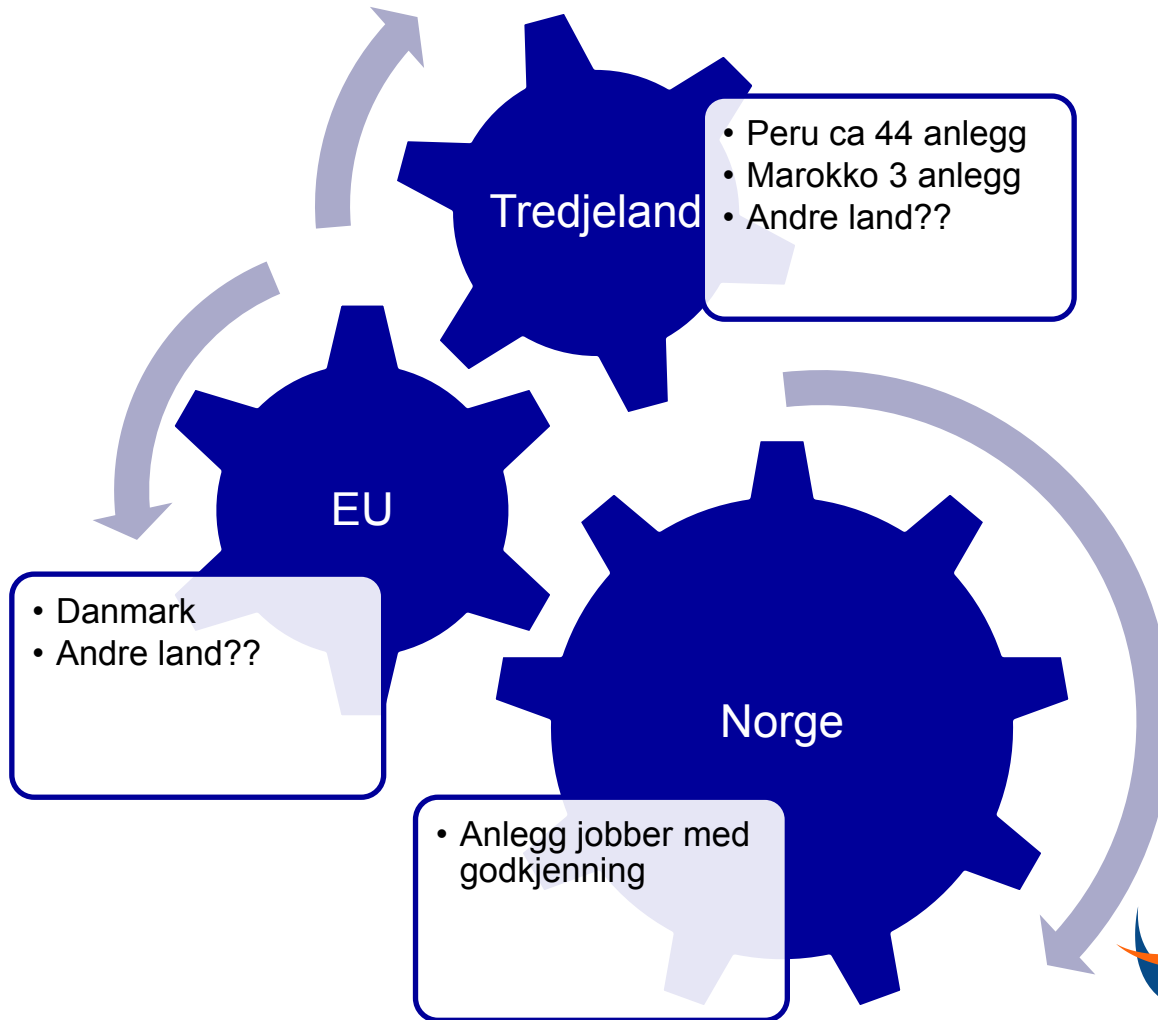 Tredjeland
• Peru ca 44 anlegg
• Marokko 3 anlegg
• Andre land??
EU
• Danmark
• Andre land??
Norge
• Anlegg jobber med
godkjenning